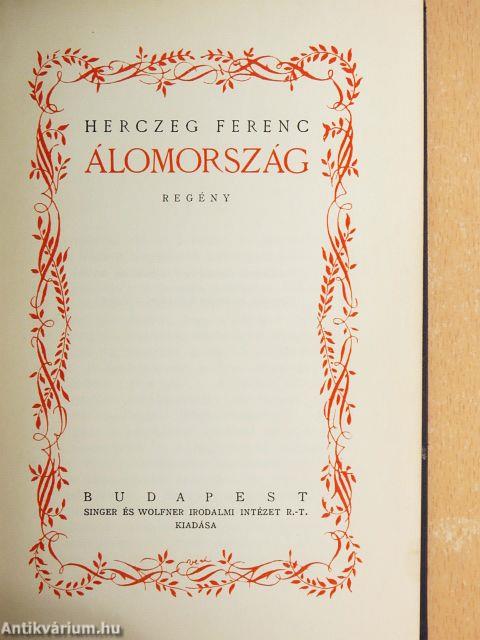 HERCZEG FERENC
ÁLOMORSZÁG
REGÉNY
BUDAPEST
SINGER ÉS WOLFNER IRODALMI INTÉZET R.-T.
KIADÁSA
Antikvárium.hu